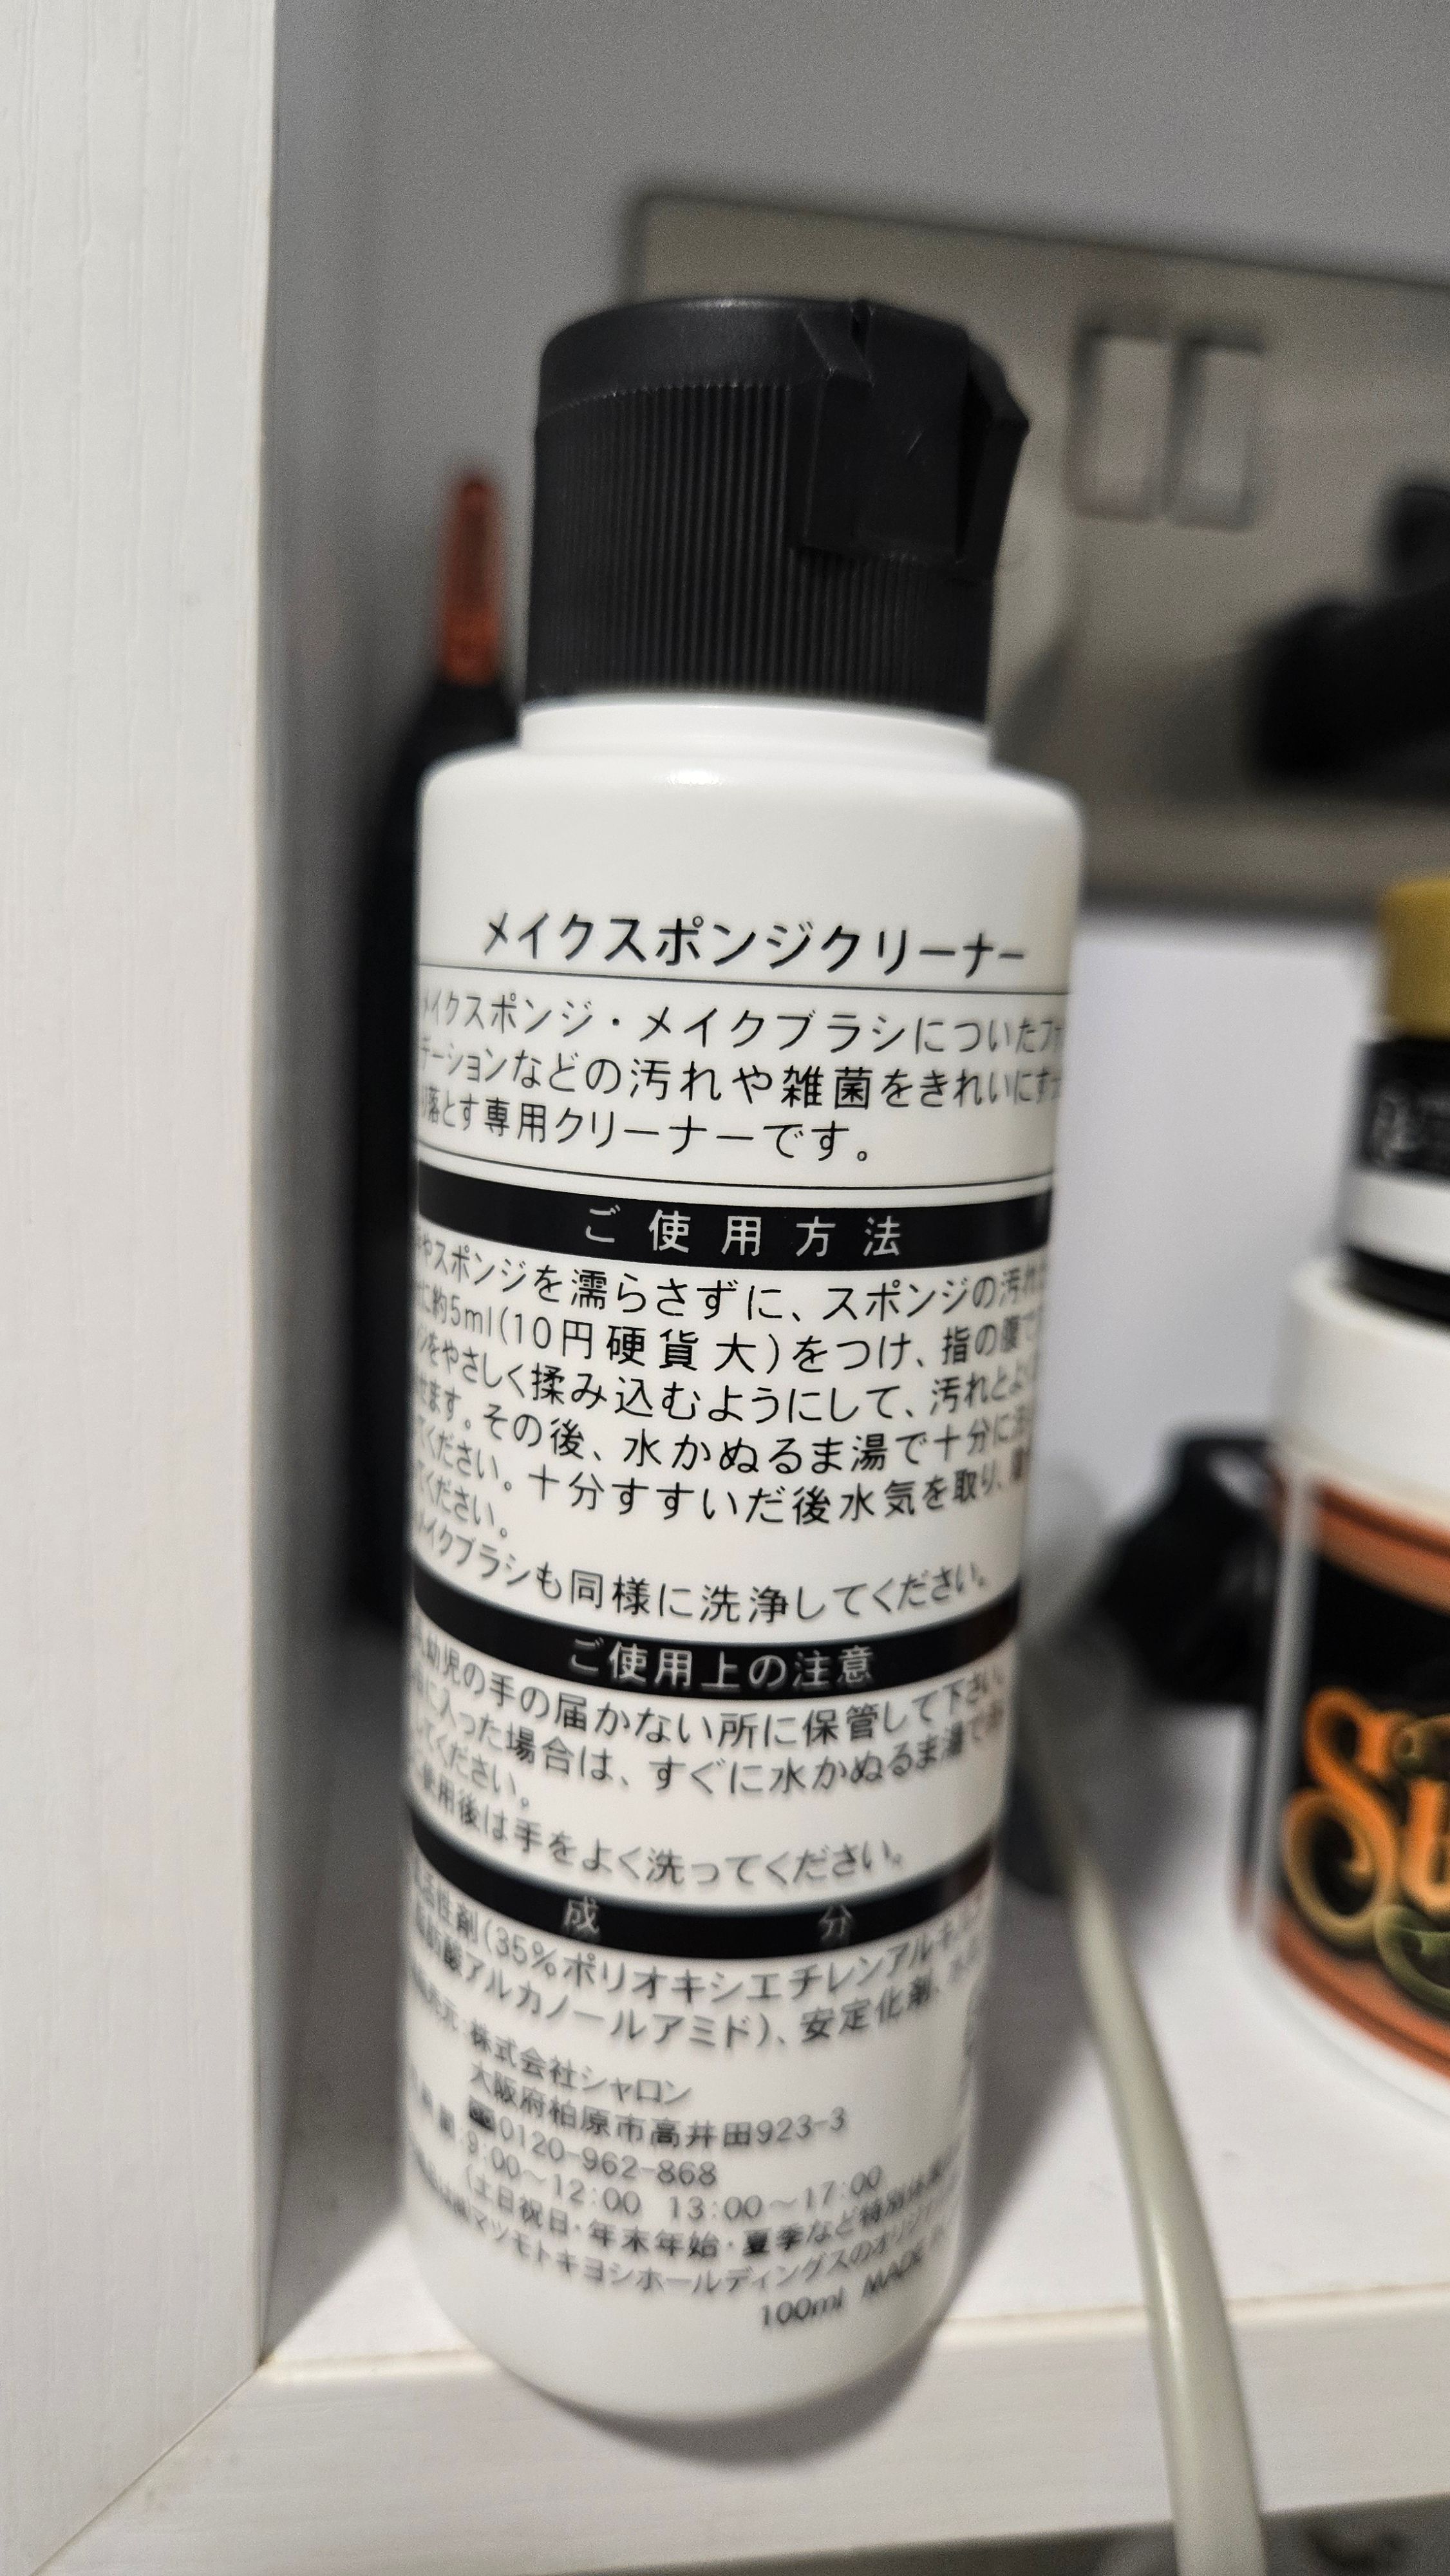 メイクスポンジクリーナー
メイクスポンジ・メイクブラシについたファ
デーションなどの汚れや雑菌をきれいにすっ
り落とす専用クリーナーです。
ご使用方法
やスポンジを濡らさずに、スポンジの汚れ
に約5ml(10円硬貨大)をつけ、指の腹で
ジをやさしく揉み込むようにして、汚れとよ
せます。その後、水かぬるま湯で十分に
てください。十分すすいだ後水気を取り、
てください。
メイクブラシも同様に洗浄してください。
ご使用上の注意
幼児の手の届かない所に保管して下さい。
に入った場合は、すぐに水かぬるま湯で
してください。
使用後は手をよく洗ってください。
成分
活性剤(35%ポリオキシエチレンアルキル
脂肪酸アルカノールアミド)、安定化剤、
元 株式会社シャロン
大阪府柏原市高井田923-3
0120-962-868
9:00～12:00 13:00～17:00
(土日祝日・年末年始・夏季など特別休
マツモトキヨシホールディングスのオリジナ
100ml MADE
Su